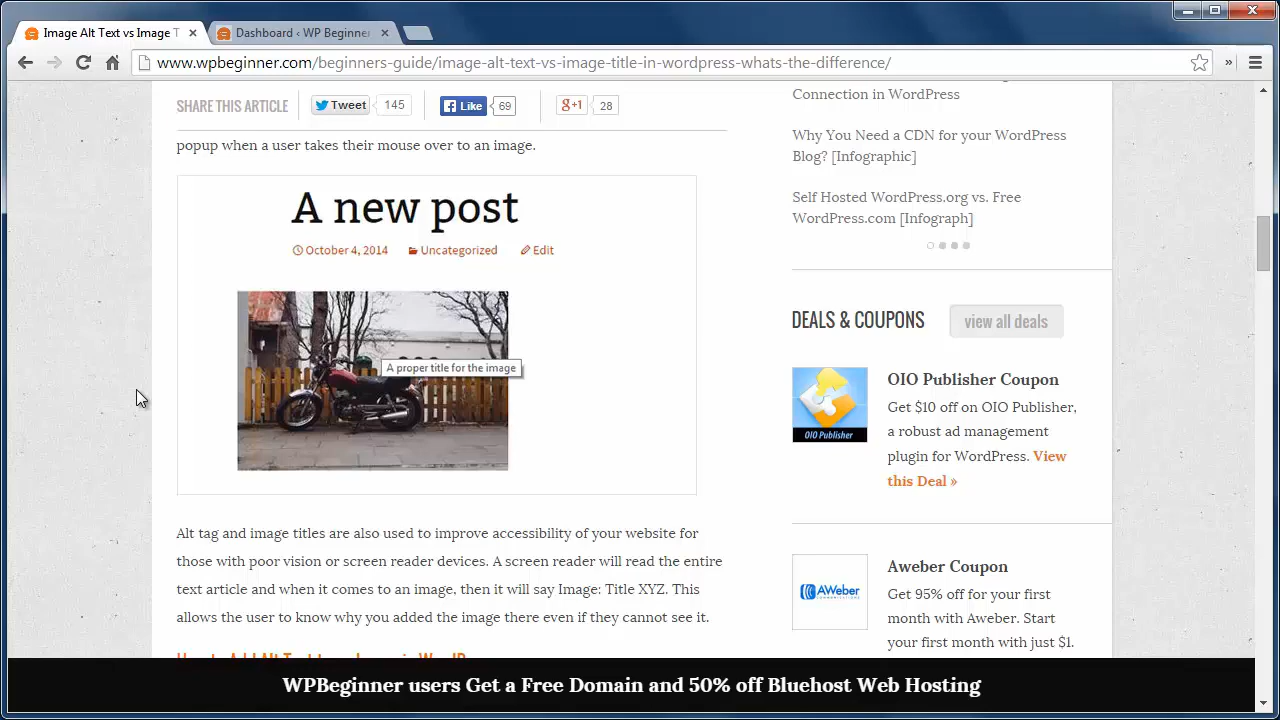 Image Alt Text vs Image T
Dashboard ‹ WP Beginner
www.wpbeginner.com/beginners-guide/image-alt-text-vs-image-title-in-wordpress-whats-the-difference/
SHARE THIS ARTICLE
Tweet
145
Like
69
g+1
28
popup when a user takes their mouse over to an image.
A new post
October 4, 2014
Uncategorized
Edit
A proper title for the image
Alt tag and image titles are also used to improve accessibility of your website for
those with poor vision or screen reader devices. A screen reader will read the entire
text article and when it comes to an image, then it will say Image: Title XYZ. This
allows the user to know why you added the image there even if they cannot see it.
Connection in WordPress
Why You Need a CDN for your WordPress
Blog? [Infographic]
Self Hosted WordPress.org vs. Free
WordPress.com [Infograph]
DEALS & COUPONS
view all deals
OIO Publisher
OIO Publisher Coupon
Get $10 off on OIO Publisher,
a robust ad management
plugin for WordPress. View
this Deal »
AWeber
Aweber Coupon
Get 95% off for your first
month with Aweber. Start
your first month with just $1.
WPBeginner users Get a Free Domain and 50% off Bluehost Web Hosting